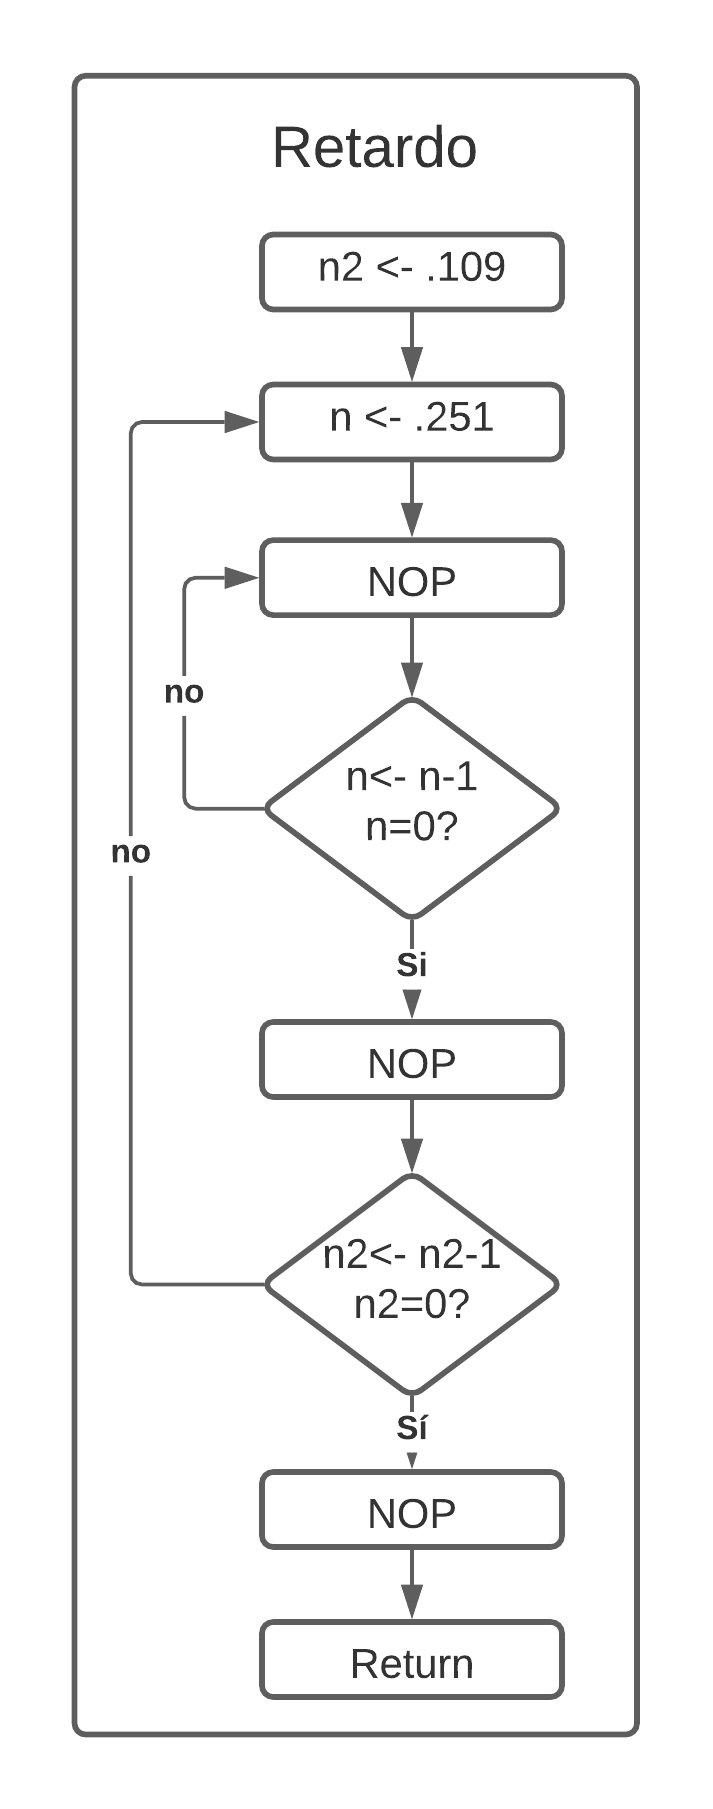 Retardo
n2 <- .109
n <- .251
NOP
no
n<- n-1
n=0?
no
Si
NOP
n2<- n2-1
n2=0?
Sí
NOP
Return